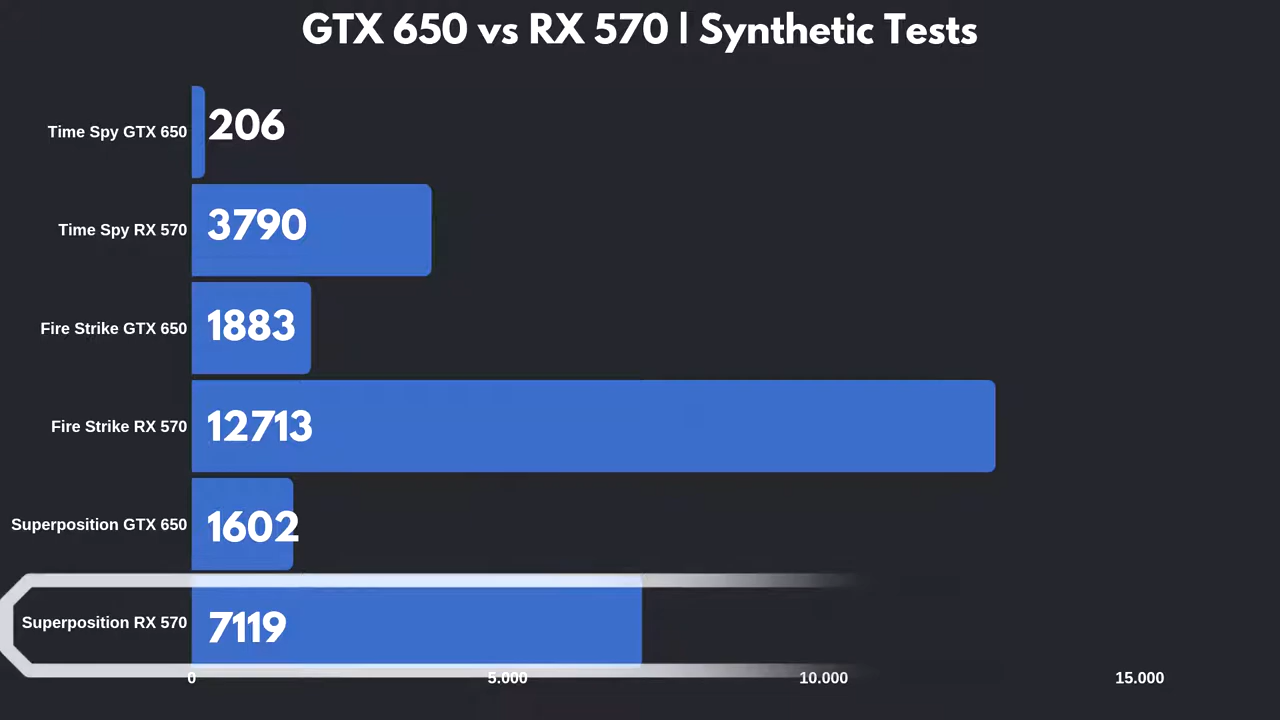 GTX 650 vs RX 570 | Synthetic Tests
Time Spy GTX 650 206
Time Spy RX 570 3790
Fire Strike GTX 650 1883
Fire Strike RX 570 12713
Superposition GTX 650 1602
Superposition RX 570 7119
0 5.000 10.000 15.000